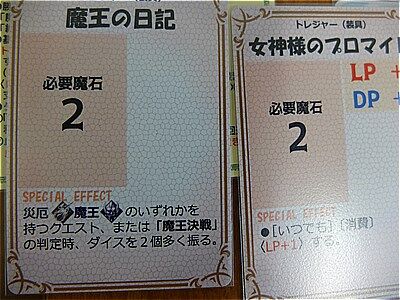 魔王の日記
必要魔石
2
SPECIAL EFFECT
災厄 魔王 のいずれかを
持つクエスト、または「魔王決戦」
の判定時、ダイスを2個多く振る。
トレジャー（装具）
女神様のブロマイ
LP +
DP +
必要魔石
2
SPECIAL EFFECT
●［いつでも］［消費］
〈LP+1〉する。